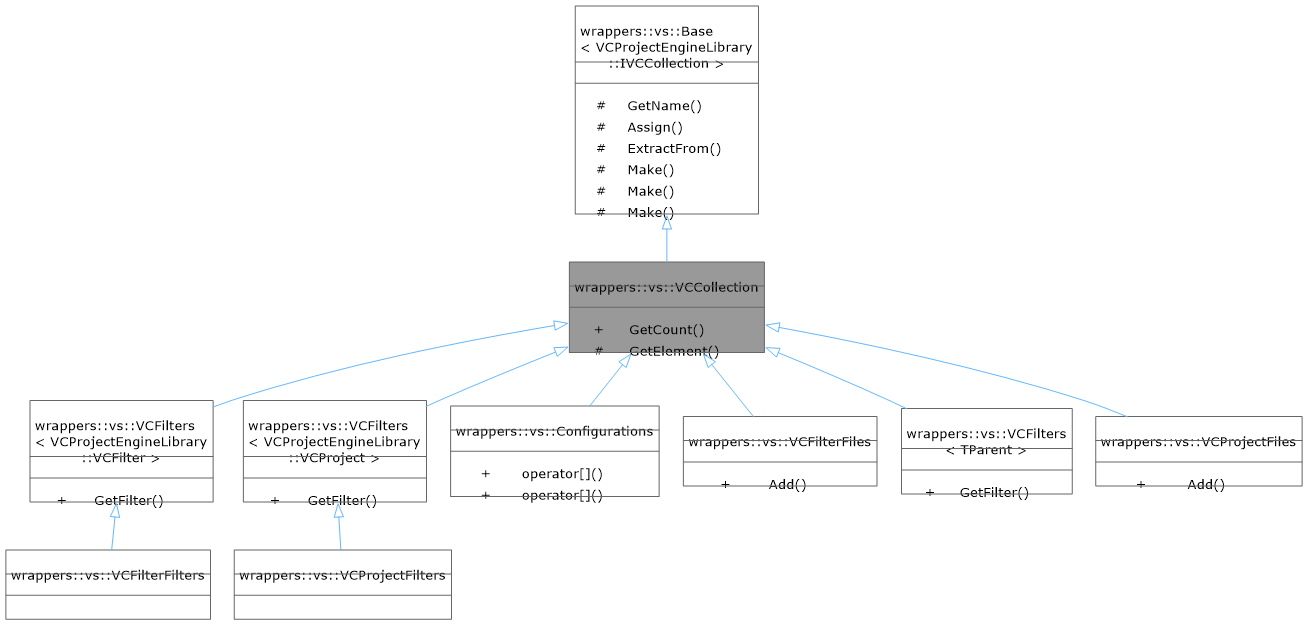 wrappers::vs::Base
< VCProjectEngineLibrary
::IVCCollection >
# GetName()
# Assign()
# ExtractFrom()
# Make()
# Make()
# Make()
wrappers::vs::VCCollection
+ GetCount()
# GetElement()
wrappers::vs::VCFilters
< VCProjectEngineLibrary
::VCFilter >
+ GetFilter()
wrappers::vs::VCFilters
< VCProjectEngineLibrary
::VCProject >
+ GetFilter()
wrappers::vs::Configurations
+ operator[]()
+ operator[]()
wrappers::vs::VCFilterFiles
+ Add()
wrappers::vs::VCFilters
< TParent >
+ GetFilter()
wrappers::vs::VCProjectFiles
+ Add()
wrappers::vs::VCFilterFilters
wrappers::vs::VCProjectFilters